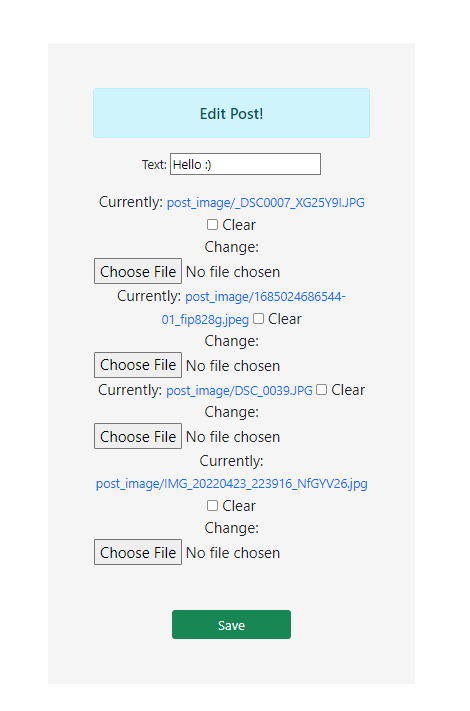 Edit Post!
Text: Hello :)
Currently: post_image/_DSC0007_XG25Y9I.JPG
Clear
Change:
Choose File No file chosen
Currently: post_image/1685024686544-
01_fip828g.jpeg Clear
Change:
Choose File No file chosen
Currently: post_image/DSC_0039.JPG Clear
Change:
Choose File No file chosen
Currently:
post_image/IMG_20220423_223916_NfGYV26.jpg
Clear
Change:
Choose File No file chosen
Save